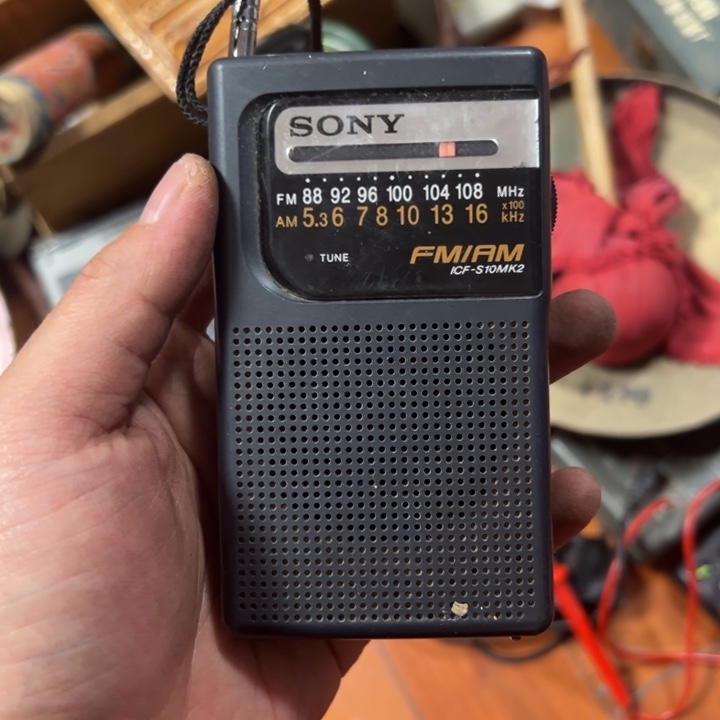 SONY
FM 88 92 96 100 104 108 MHz
AM 5.3 6 7 8 10 13 16 x100 kHz
TUNE
FM/AM
ICF-S10MK2